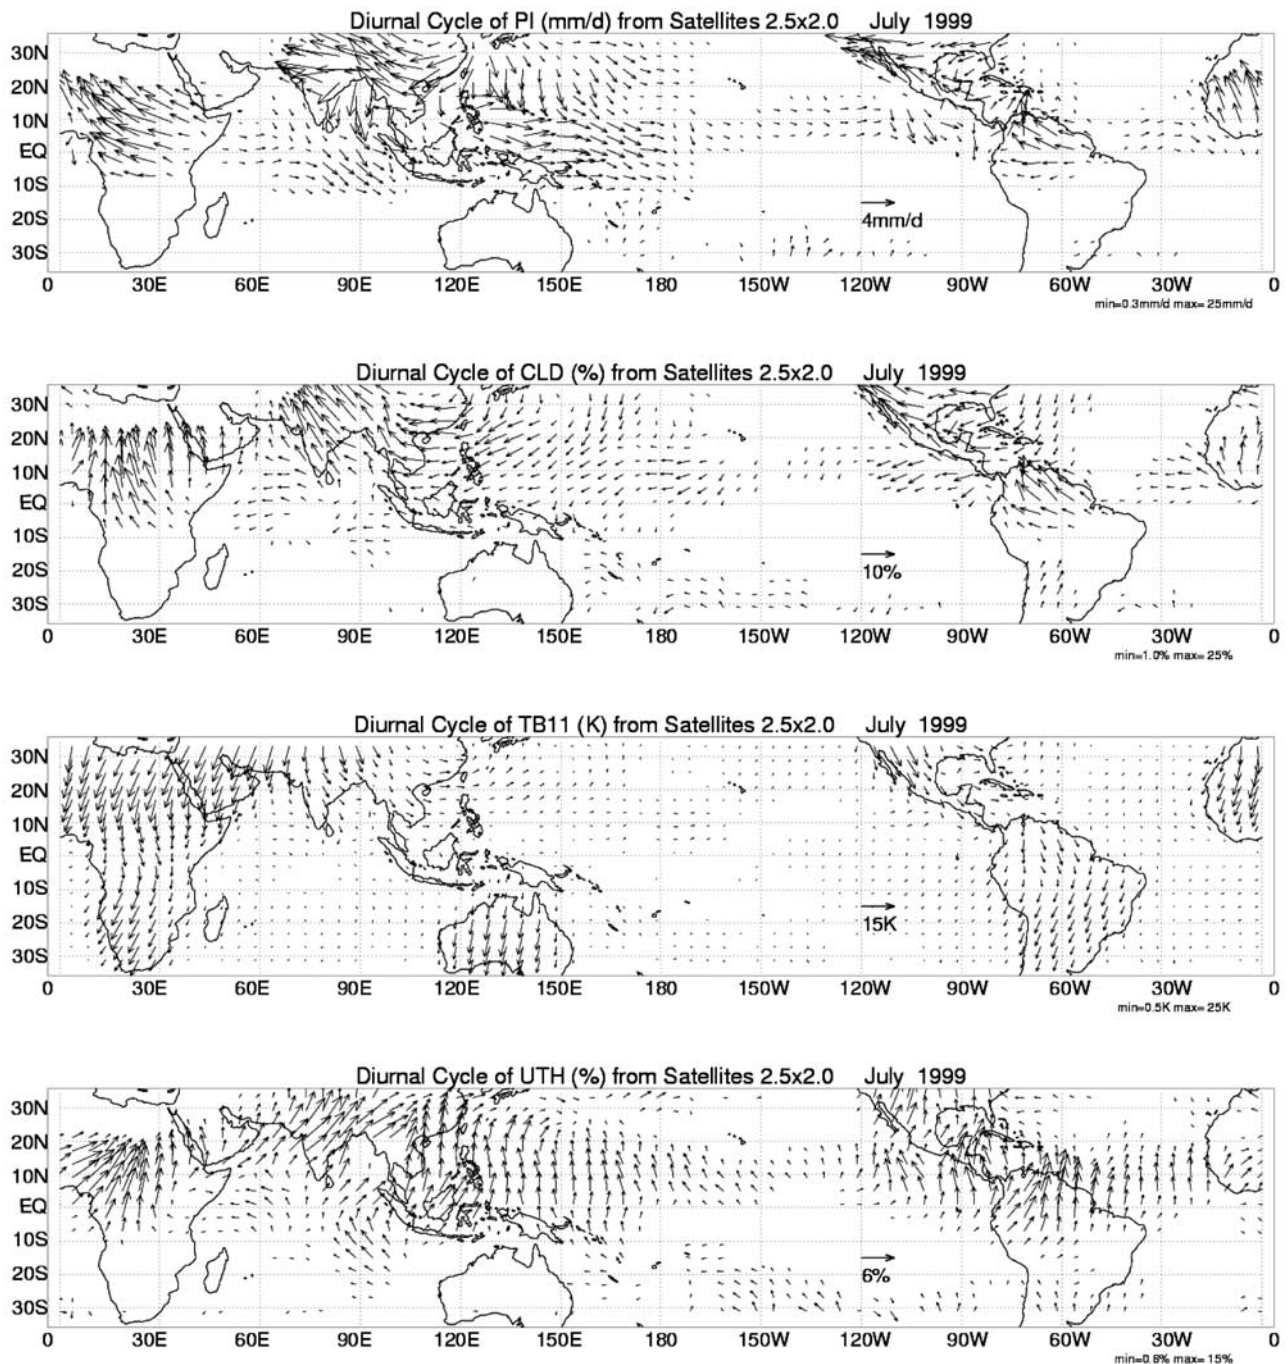 Diurnal Cycle of PI (mm/d) from Satellites 2.5x2.0 July 1999
30N
20N
10N
EQ
10S
20S
30S
4mm/d
0 30E 60E 90E 120E 150E 180 150W 120W 90W 60W 30W 0
min=0.3mm/d max=25mm/d
Diurnal Cycle of CLD (%) from Satellites 2.5x2.0 July 1999
30N
20N
10N
EQ
10S
20S
30S
10%
0 30E 60E 90E 120E 150E 180 150W 120W 90W 60W 30W 0
min=1.0% max=25%
Diurnal Cycle of TB11 (K) from Satellites 2.5x2.0 July 1999
30N
20N
10N
EQ
10S
20S
30S
15K
0 30E 60E 90E 120E 150E 180 150W 120W 90W 60W 30W 0
min=0.5K max=25K
Diurnal Cycle of UTH (%) from Satellites 2.5x2.0 July 1999
30N
20N
10N
EQ
10S
20S
30S
6%
0 30E 60E 90E 120E 150E 180 150W 120W 90W 60W 30W 0
min=0.6% max=15%